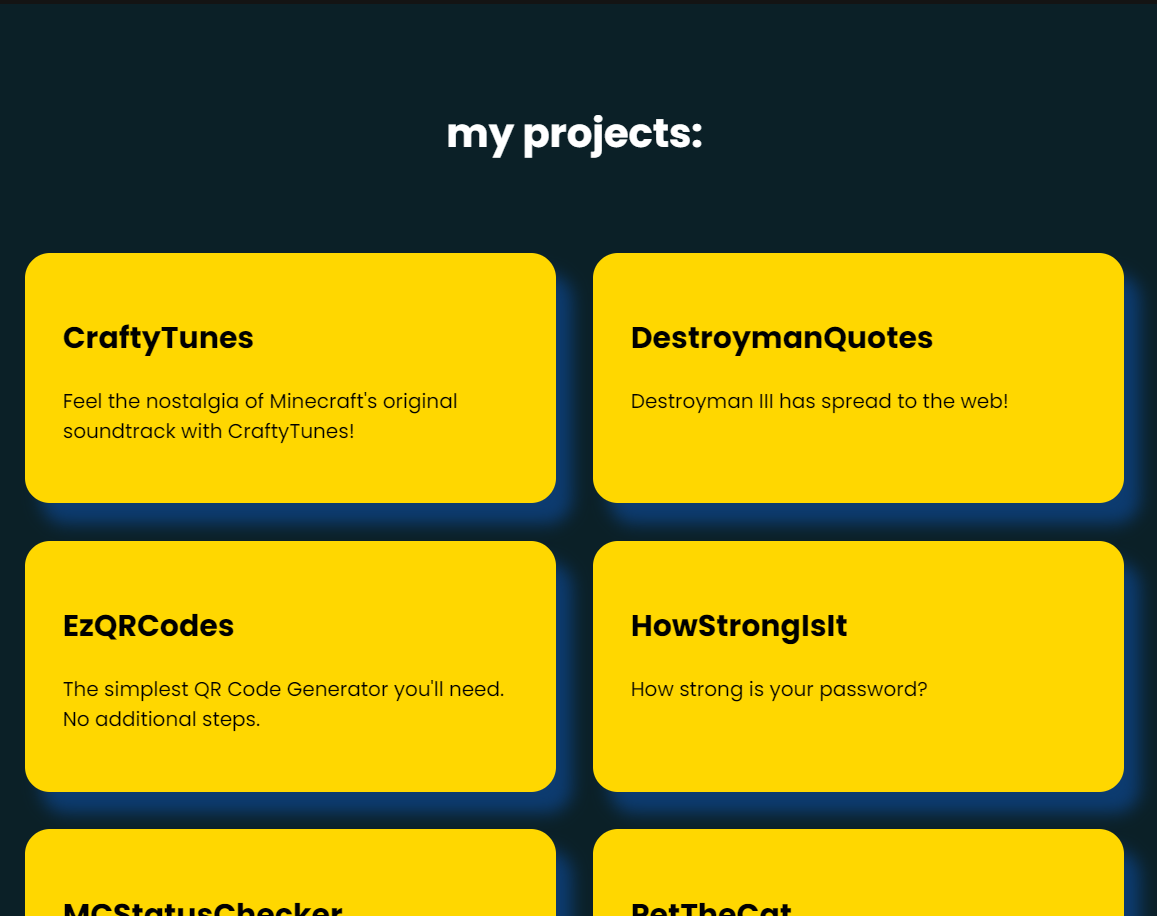 my projects:
CraftyTunes
Feel the nostalgia of Minecraft's original
soundtrack with CraftyTunes!
DestroymanQuotes
Destroyman III has spread to the web!
EzQRCodes
The simplest QR Code Generator you'll need.
No additional steps.
HowStrongIsIt
How strong is your password?
MCStatusChecker
PetTheCat